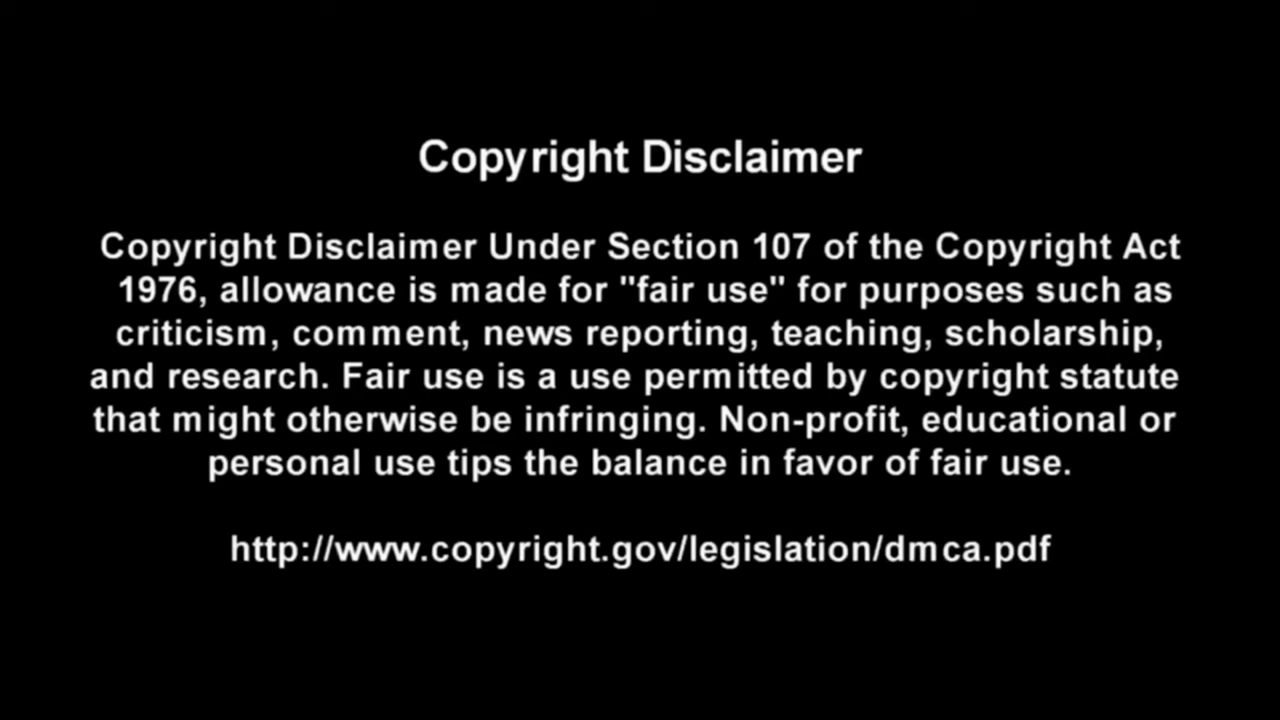 Copyright Disclaimer
Copyright Disclaimer Under Section 107 of the Copyright Act
1976, allowance is made for "fair use" for purposes such as
criticism, comment, news reporting, teaching, scholarship,
and research. Fair use is a use permitted by copyright statute
that might otherwise be infringing. Non-profit, educational or
personal use tips the balance in favor of fair use.
http://www.copyright.gov/legislation/dmca.pdf